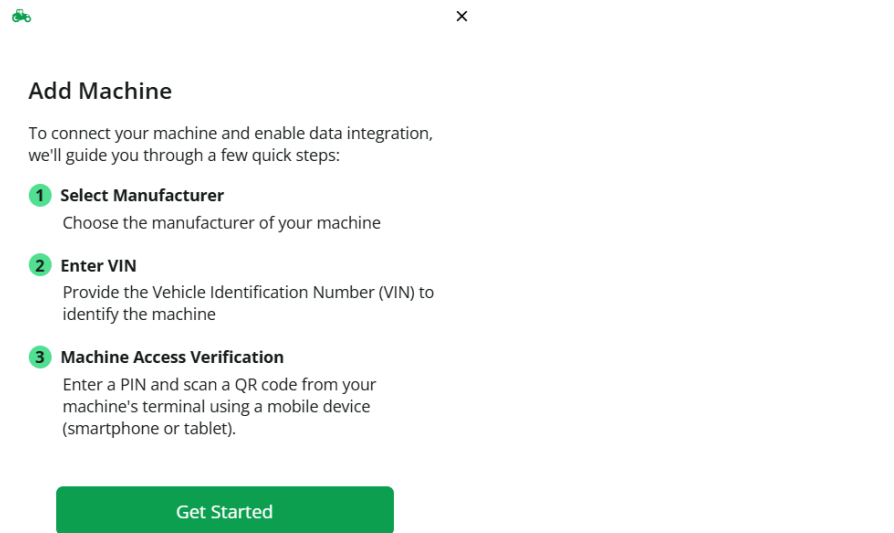 Add Machine
To connect your machine and enable data integration,
we'll guide you through a few quick steps:
1 Select Manufacturer
Choose the manufacturer of your machine
2 Enter VIN
Provide the Vehicle Identification Number (VIN) to
identify the machine
3 Machine Access Verification
Enter a PIN and scan a QR code from your
machine's terminal using a mobile device
(smartphone or tablet).
Get Started